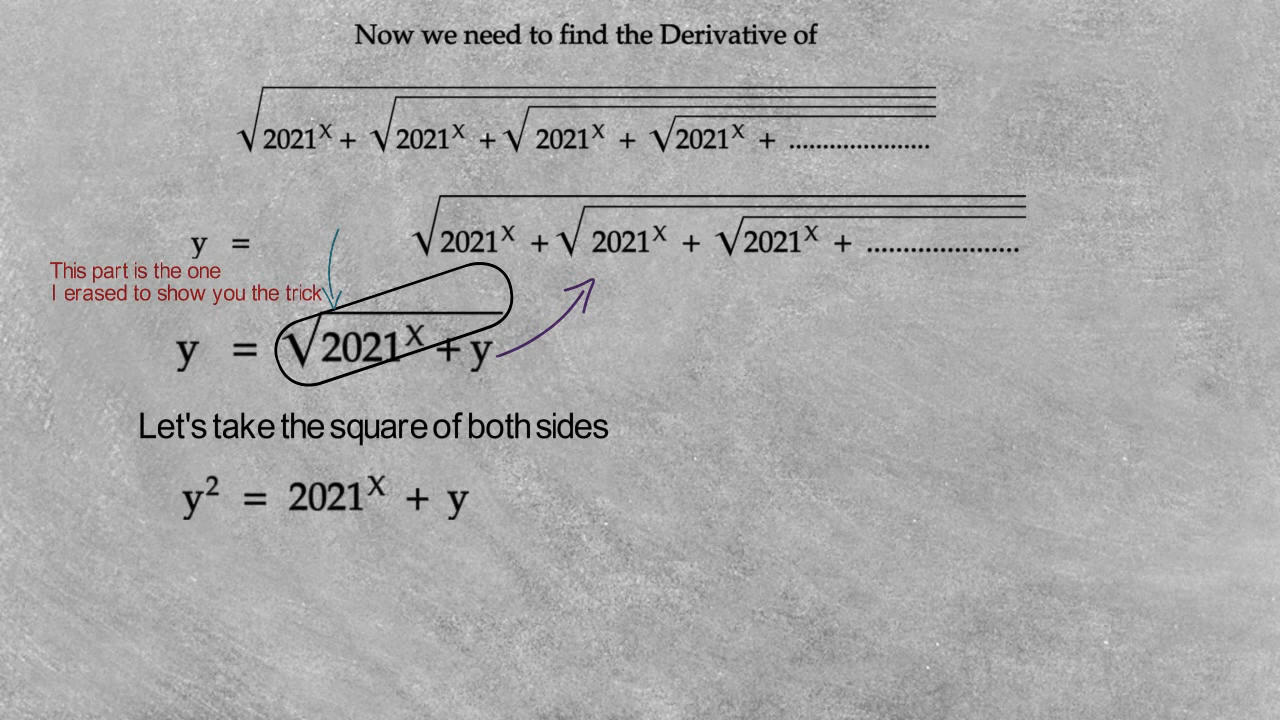 Now we need to find the Derivative of
√2021ˣ + √2021ˣ + √2021ˣ + √2021ˣ + .....................
y = √2021ˣ + √2021ˣ + √2021ˣ + .....................
This part is the one
I erased to show you the trick
y = √2021ˣ + y
Let's take the square of both sides
y² = 2021ˣ + y